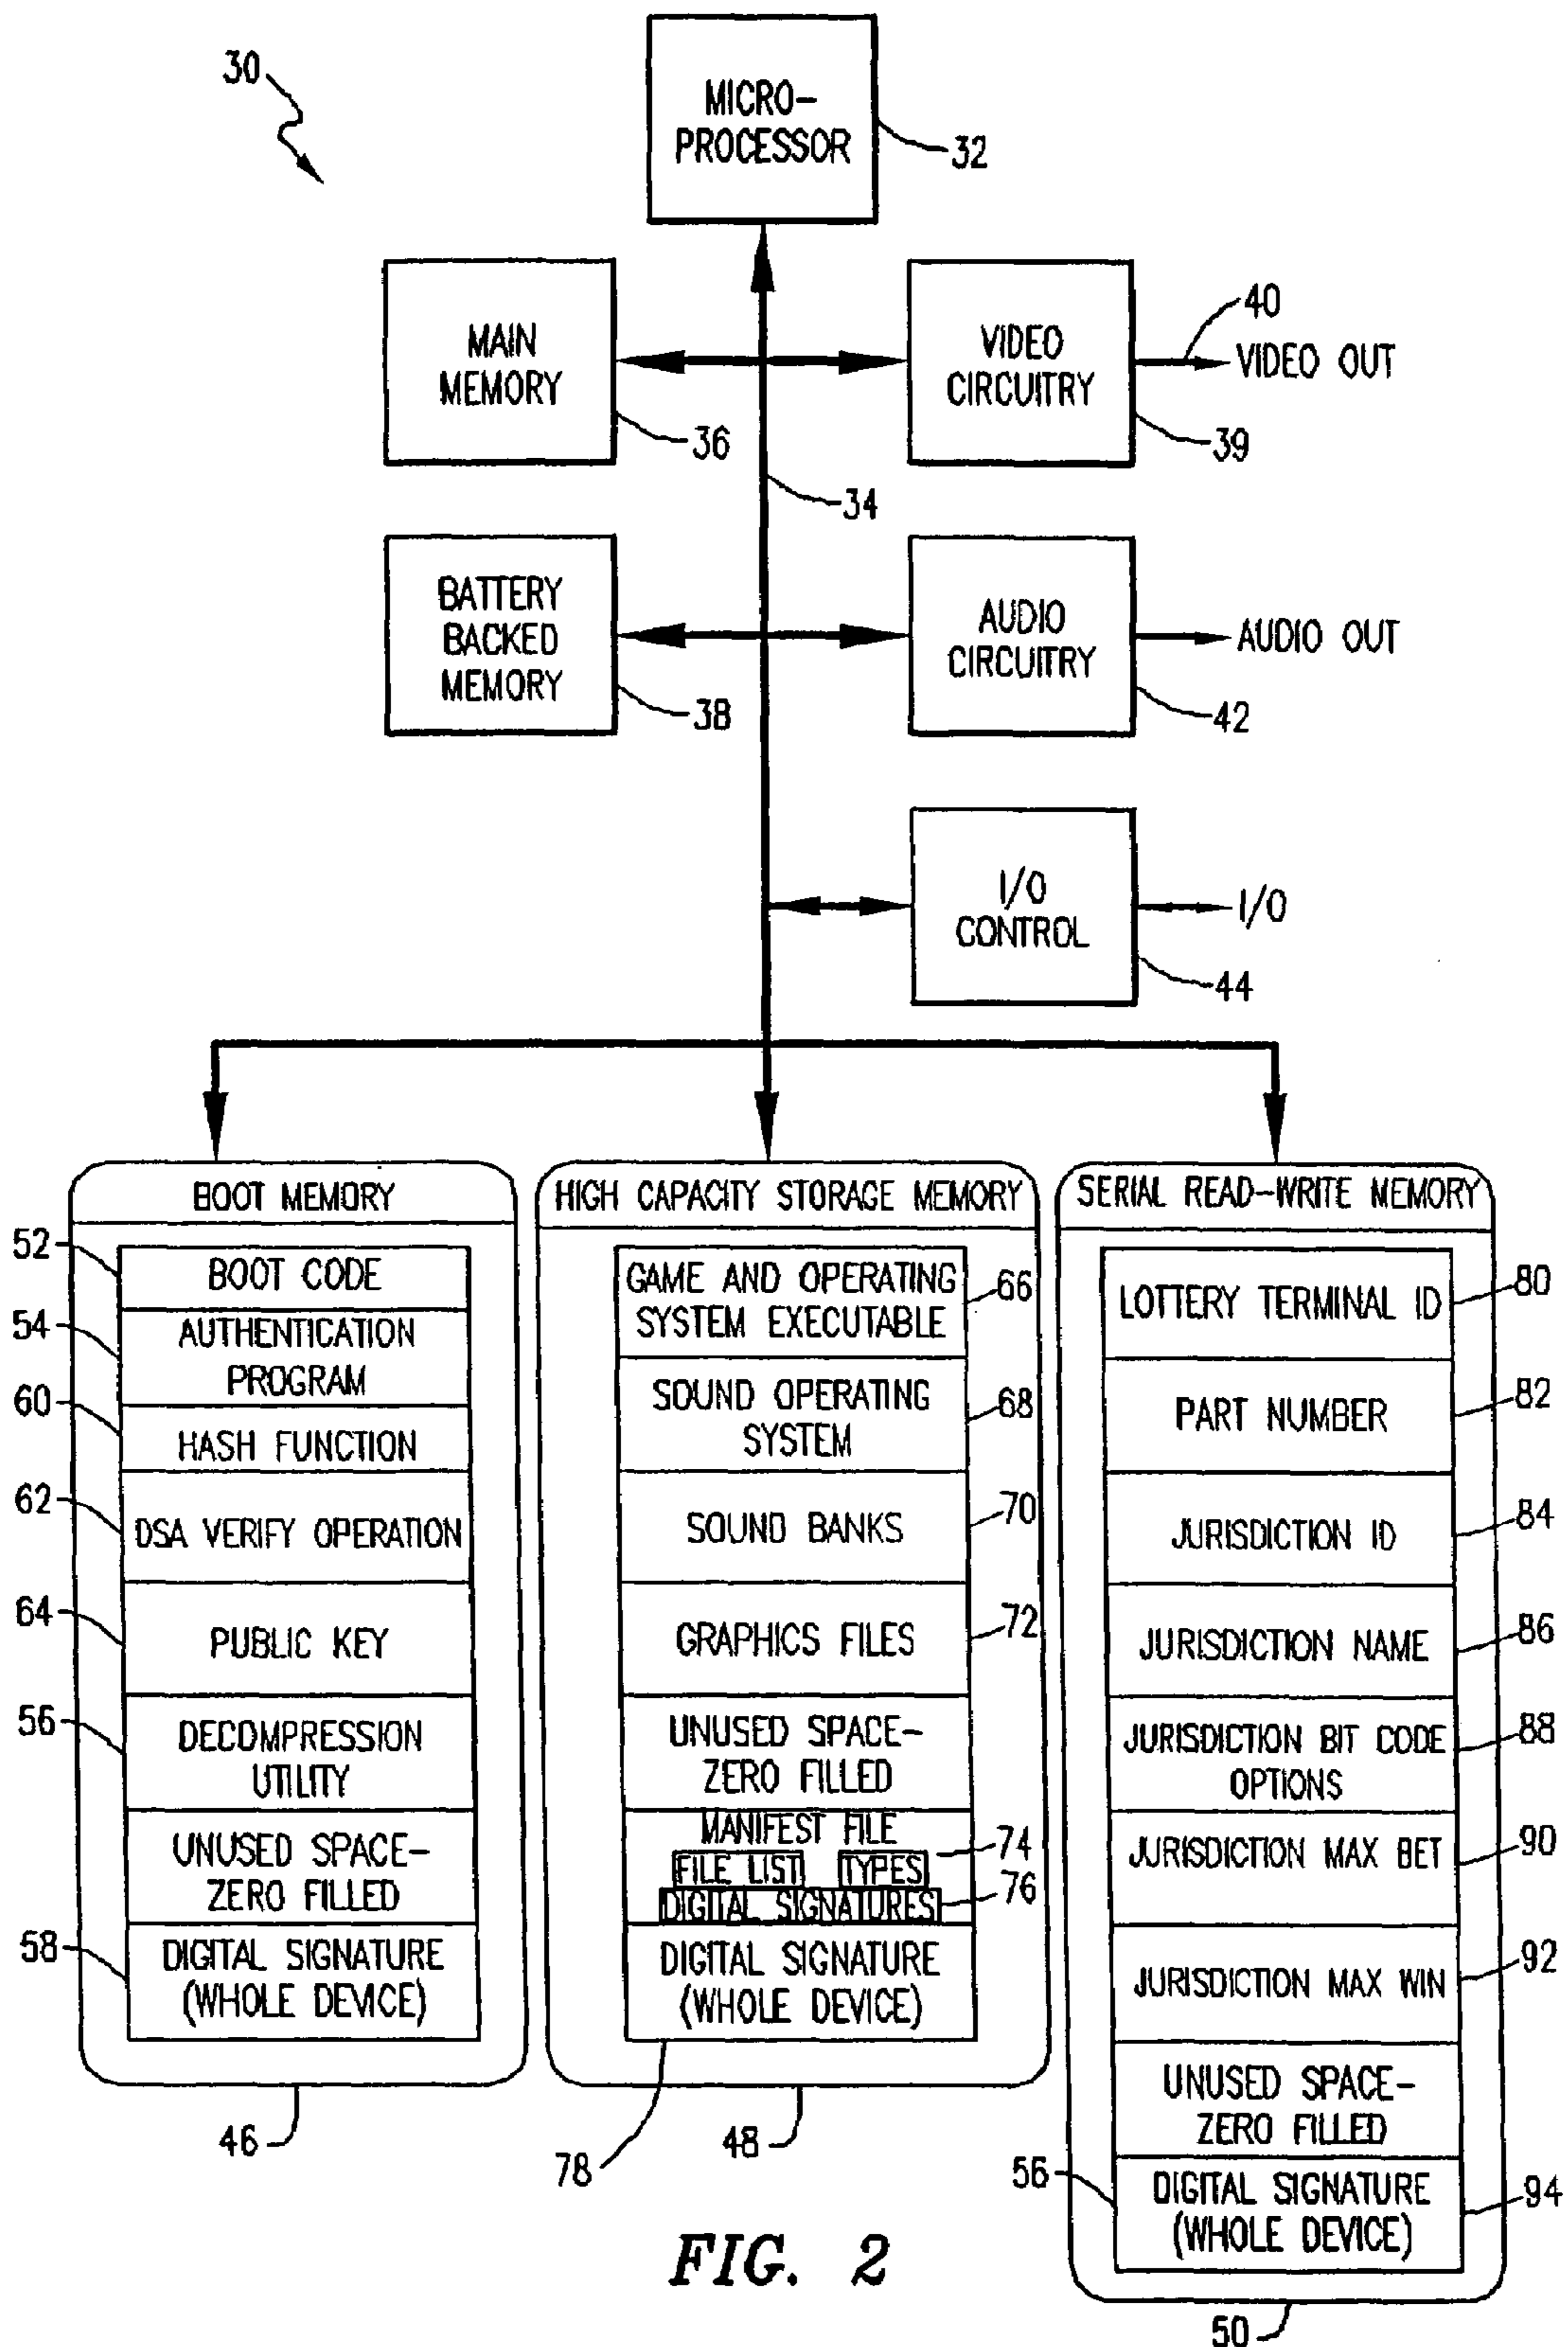 30
MICRO-
PROCESSOR
32
MAIN
MEMORY
36
VIDEO
CIRCUITRY
39
40
VIDEO OUT
34
BATTERY
BACKED
MEMORY
38
AUDIO
CIRCUITRY
42
AUDIO OUT
I/O
CONTROL
44
I/O
BOOT MEMORY
52
BOOT CODE
54
AUTHENTICATION
PROGRAM
60
HASH FUNCTION
62
DSA VERIFY OPERATION
64
PUBLIC KEY
56
DECOMPRESSION
UTILITY
UNUSED SPACE-
ZERO FILLED
58
DIGITAL SIGNATURE
(WHOLE DEVICE)
46
HIGH CAPACITY STORAGE MEMORY
GAME AND OPERATING
SYSTEM EXECUTABLE
66
SOUND OPERATING
SYSTEM
68
SOUND BANKS
70
GRAPHICS FILES
72
UNUSED SPACE-
ZERO FILLED
MANIFEST FILE
74
FILE LIST TYPES
DIGITAL SIGNATURES
76
DIGITAL SIGNATURE
(WHOLE DEVICE)
78
48
SERIAL READ-WRITE MEMORY
LOTTERY TERMINAL ID
80
PART NUMBER
82
JURISDICTION ID
84
JURISDICTION NAME
86
JURISDICTION BIT CODE
OPTIONS
88
JURISDICTION MAX BET
90
JURISDICTION MAX WIN
92
UNUSED SPACE-
ZERO FILLED
56
DIGITAL SIGNATURE
(WHOLE DEVICE)
94
50
FIG. 2